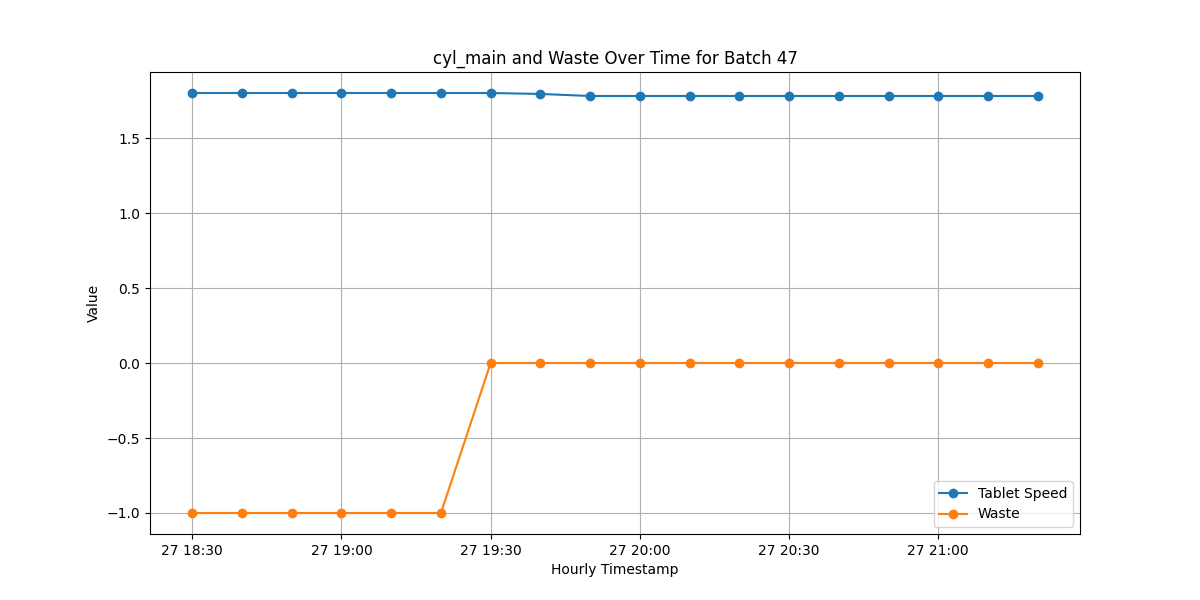 cyl_main and Waste Over Time for Batch 47
Value
1.5
1.0
0.5
0.0
−0.5
−1.0
Tablet Speed
Waste
27 18:30 27 19:00 27 19:30 27 20:00 27 20:30 27 21:00
Hourly Timestamp